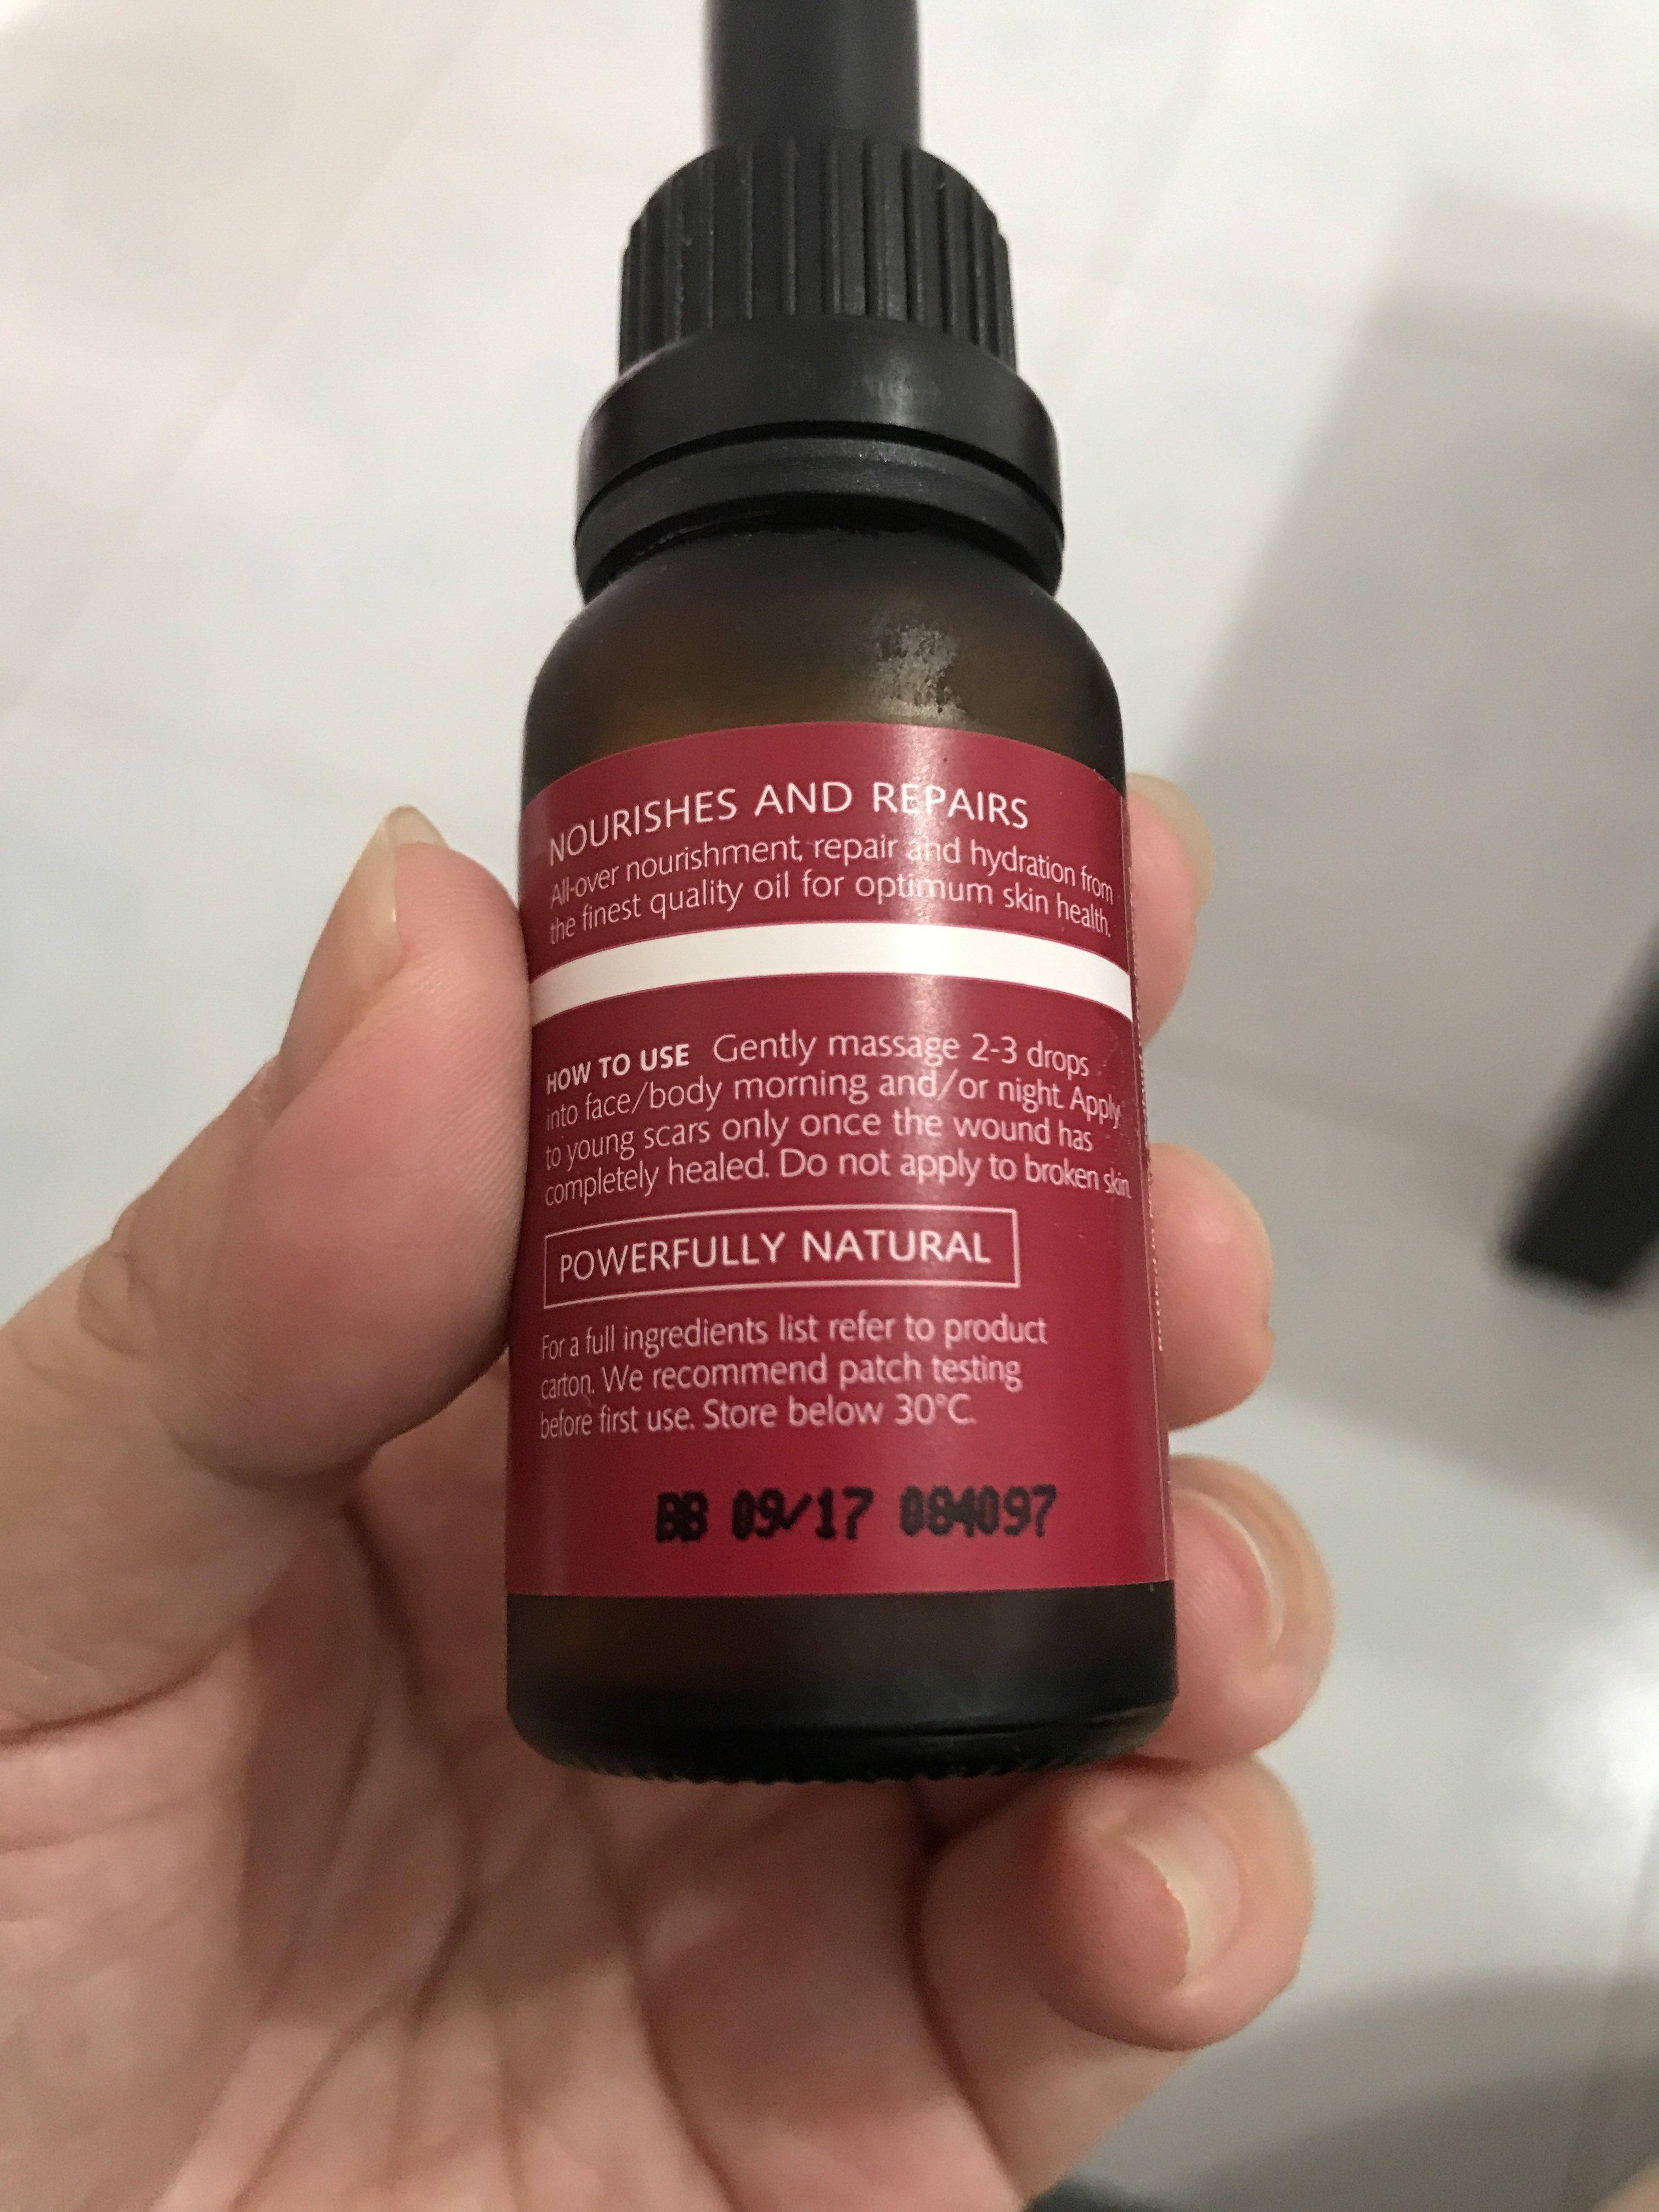 NOURISHES AND REPAIRS
All-over nourishment, repair and hydration from
the finest quality oil for optimum skin health.
HOW TO USE Gently massage 2-3 drops
into face/body morning and/or night. Apply
to young scars only once the wound has
completely healed. Do not apply to broken skin.
POWERFULLY NATURAL
For a full ingredients list refer to product
carton. We recommend patch testing
before first use. Store below 30°C.
BB 09/17 084097